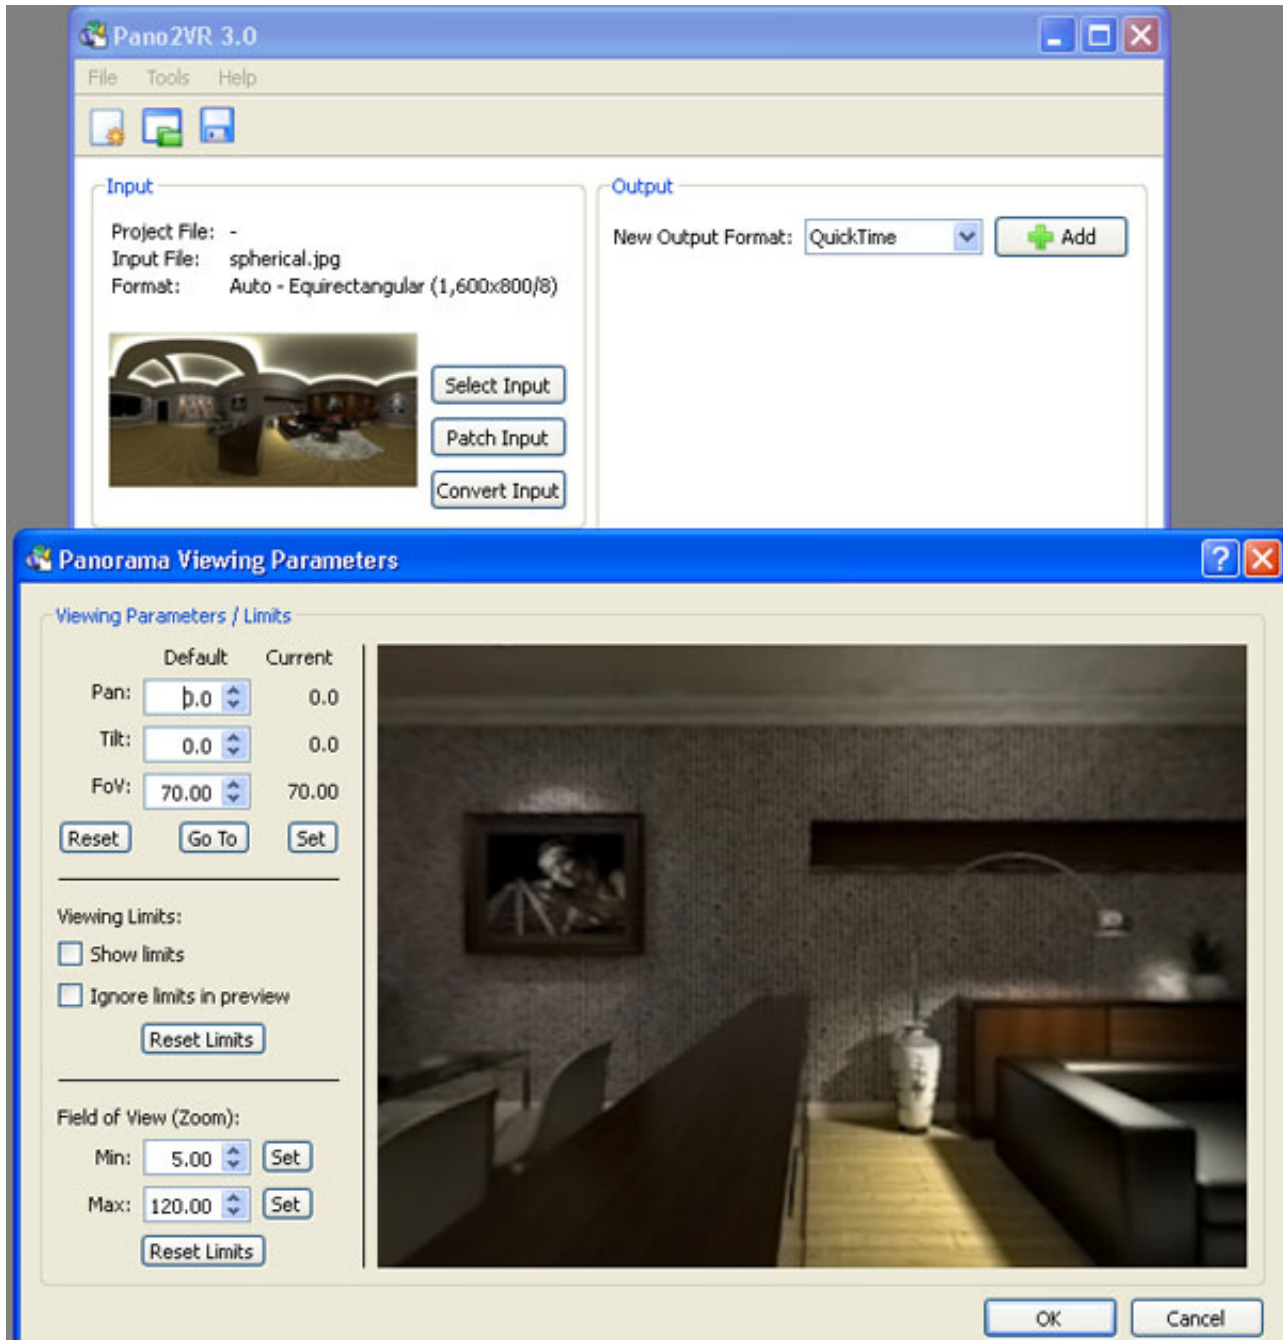 Pano2VR 3.0
File Tools Help
Input
Project File: -
Input File: spherical.jpg
Format: Auto - Equirectangular (1,600x800/8)
Select Input
Patch Input
Convert Input
Output
New Output Format: QuickTime Add
Panorama Viewing Parameters
Viewing Parameters / Limits
Default Current
Pan: 0.0 0.0
Tilt: 0.0 0.0
FoV: 70.00 70.00
Reset Go To Set
Viewing Limits:
Show limits
Ignore limits in preview
Reset Limits
Field of View (Zoom):
Min: 5.00 Set
Max: 120.00 Set
Reset Limits
OK Cancel